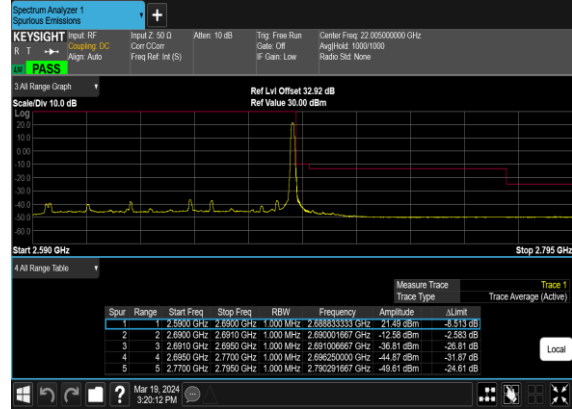 Spectrum Analyzer 1
Spurious Emissions
KEYSIGHT Input: RF Input Z: 50 Ω Atten: 10 dB Trig: Free Run Center Freq: 22.005000000 GHz
R T Coupling: DC Corr CCorr Gate: Off Avg|Hold: 1000/1000
Align: Auto Freq Ref: Int (S) IF Gain: Low Radio Std: None
PASS
3 All Range Graph
Ref Lvl Offset 32.92 dB
Scale/Div 10.0 dB Ref Value 30.00 dBm
Log
20.0
10.0
0.00
-10.0
-20.0
-30.0
-40.0
-50.0
-60.0
Start 2.590 GHz Stop 2.795 GHz
4 All Range Table
Measure Trace Trace 1
Trace Type Trace Average (Active)
Spur Range Start Freq Stop Freq RBW Frequency Amplitude ΔLimit
1 1 2.5900 GHz 2.6900 GHz 1.000 MHz 2.688833333 GHz 21.49 dBm -8.513 dB
2 2 2.6900 GHz 2.6910 GHz 1.000 MHz 2.690001667 GHz -12.58 dBm -2.583 dB
3 3 2.6910 GHz 2.6950 GHz 1.000 MHz 2.691006667 GHz -36.81 dBm -26.81 dB
4 4 2.6950 GHz 2.7700 GHz 1.000 MHz 2.696250000 GHz -44.87 dBm -31.87 dB
5 5 2.7700 GHz 2.7950 GHz 1.000 MHz 2.790291667 GHz -49.61 dBm -24.61 dB
Local
Mar 19, 2024
3:20:12 PM